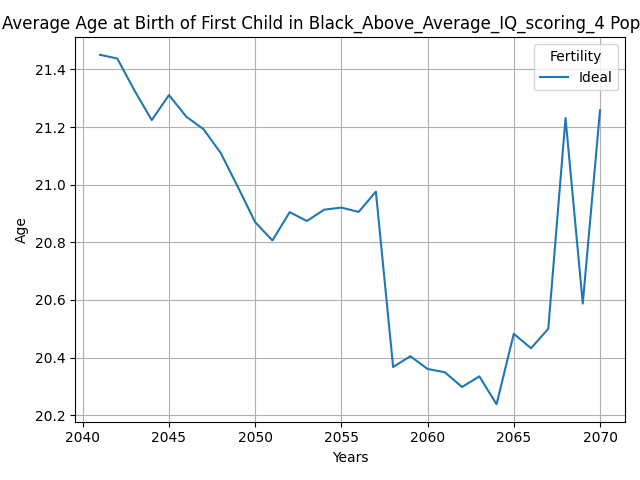 Average Age at Birth of First Child in Black_Above_Average_IQ_scoring_4 Pop
Fertility
Ideal
21.4
21.2
21.0
20.8
20.6
20.4
20.2
Age
2040 2045 2050 2055 2060 2065 2070
Years